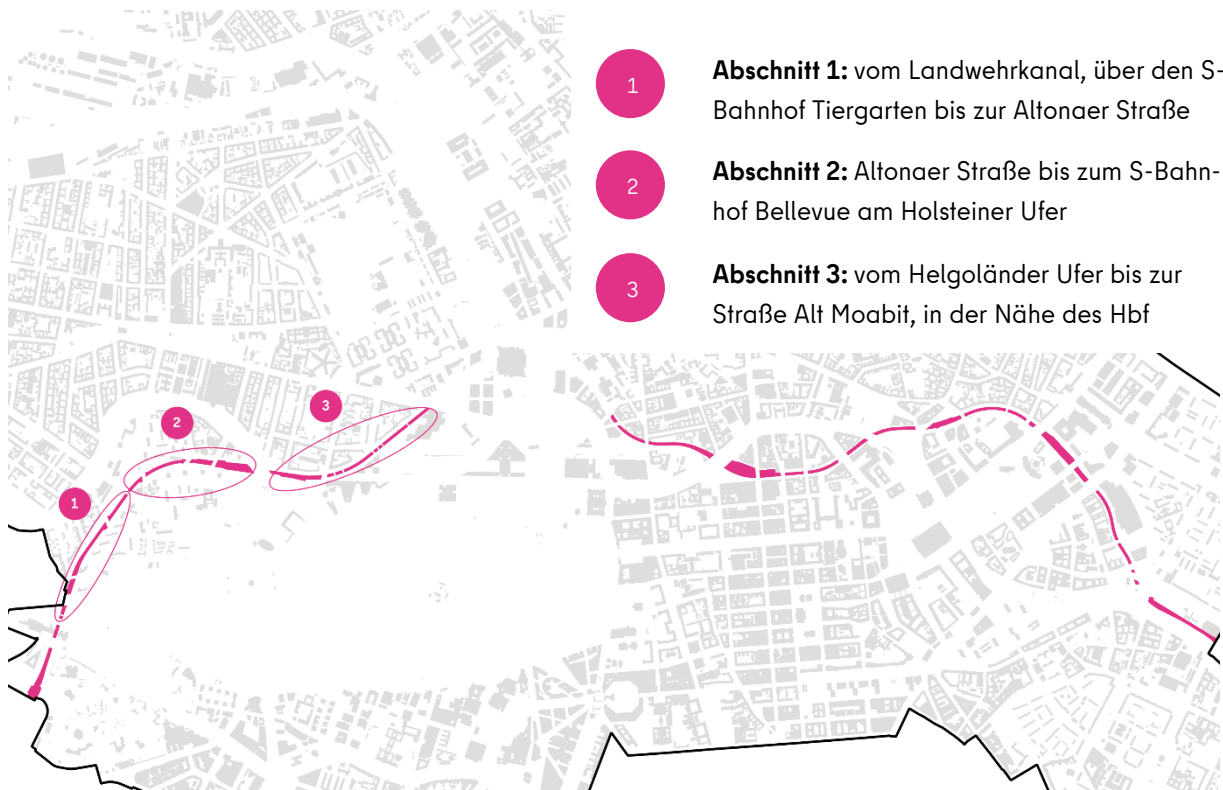 1
Abschnitt 1: vom Landwehrkanal, über den S-
Bahnhof Tiergarten bis zur Altonaer Straße
2
Abschnitt 2: Altonaer Straße bis zum S-Bahn-
hof Bellevue am Holsteiner Ufer
3
Abschnitt 3: vom Helgoländer Ufer bis zur
Straße Alt Moabit, in der Nähe des Hbf
3
2
1